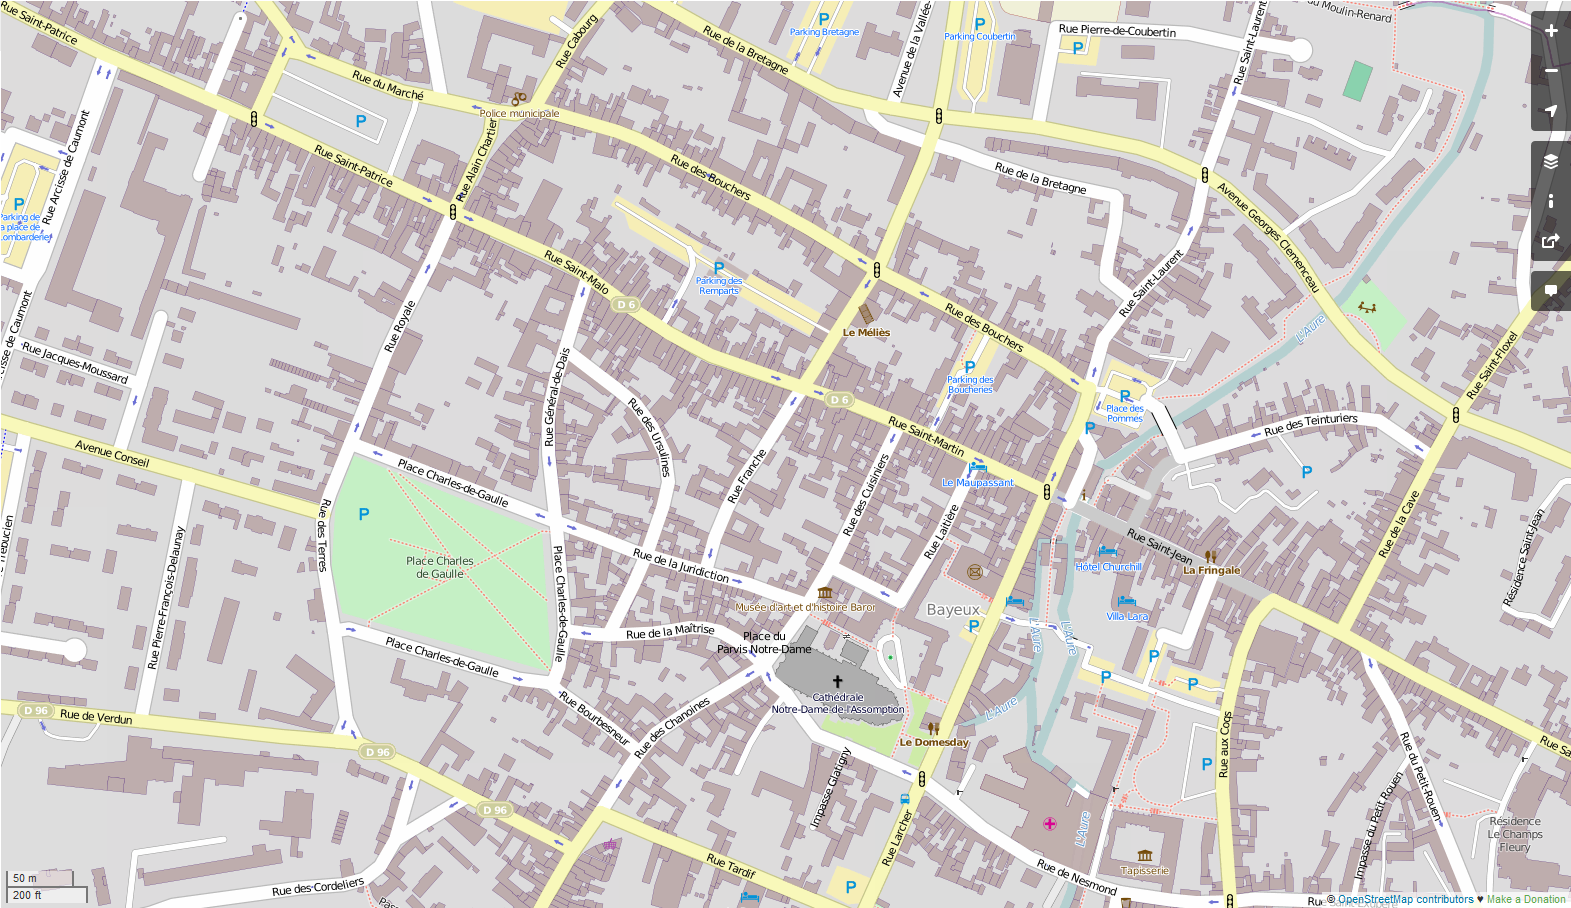 Rue Saint-Patrice
Rue Cabourg
Rue de la Bretagne
Parking Bretagne
Avenue de la Vallée-
Parking Coubertin
Rue Pierre-de-Coubertin
Rue Saint-Laurent
du Moulin-Renard
Rue du Marché
Police municipale
Rue Arcisse de Caumont
Rue Saint-Patrice
Rue Alain Chartier
Rue des Bouchers
Rue de la Bretagne
Avenue Georges Clemenceau
Parking de
la place de
Lombarderie
Rue Saint-Malo
D 6
Parking des
Remparts
Rue Saint-Laurent
Rue Royale
Le Méliès
Rue des Bouchers
L'Aure
Rue Saint-Floxel
cisse de Caumont
Rue Jacques-Moussard
Rue Général-de-Dais
Rue des Ursulines
D 6
Parking des
Boucheries
Place des
Pommes
Rue des Teinturiers
Avenue Conseil
Place Charles-de-Gaulle
Rue Franche
Rue des Cuisiniers
Rue Saint-Martin
Le Maupassant
Rue Laitière
Rue de la Cave
Résidence Saint-Jean
Trébucien
Rue Pierre-François-Delaunay
Rue des Terres
Place Charles
de Gaulle
Place Charles-de-Gaulle
Rue de la Juridiction
Rue Saint-Jean
Hôtel Churchill
La Fringale
Villa Lara
Musée d'art et d'histoire Baron
Bayeux
L'Aure
L'Aure
Rue de la Maîtrise
Place du
Parvis Notre-Dame
Place Charles-de-Gaulle
Cathédrale
Notre-Dame-de-l'Assomption
L'Aure
D 96
Rue de Verdun
Rue Bourbesneur
Rue des Chanoines
Le Domesday
Rue aux Coqs
Rue du Petit-Rouen
Rue Sa
D 96
D 96
Impasse Glatigny
Rue Larcher
L'Aure
Impasse du Petit Rouen
Résidence
Le Champs
Fleury
Rue Tardif
Rue de Nesmond
Tapisserie
Rue des Cordeliers
50 m
200 ft
© OpenStreetMap contributors ♥ Make a Donation